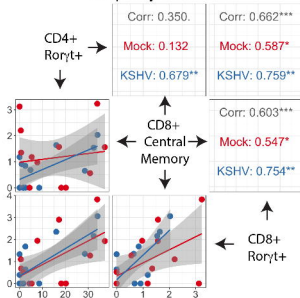 Corr: 0.350.
Corr: 0.662***
CD4+
Rorγt+
Mock: 0.132
Mock: 0.587*
KSHV: 0.679**
KSHV: 0.759**
3
2
1
0
CD8+
Central
Memory
Corr: 0.603***
Mock: 0.547*
KSHV: 0.754**
4
3
2
1
0
CD8+
Rorγt+
0 10 20 30
0 1 2 3